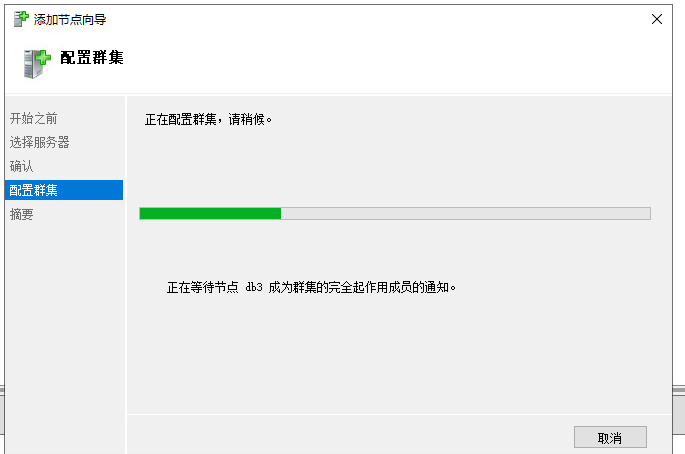 添加节点向导
配置群集
开始之前
选择服务器
确认
配置群集
摘要
正在配置群集，请稍候。
正在等待节点 db3 成为群集的完全起作用成员的通知。
取消